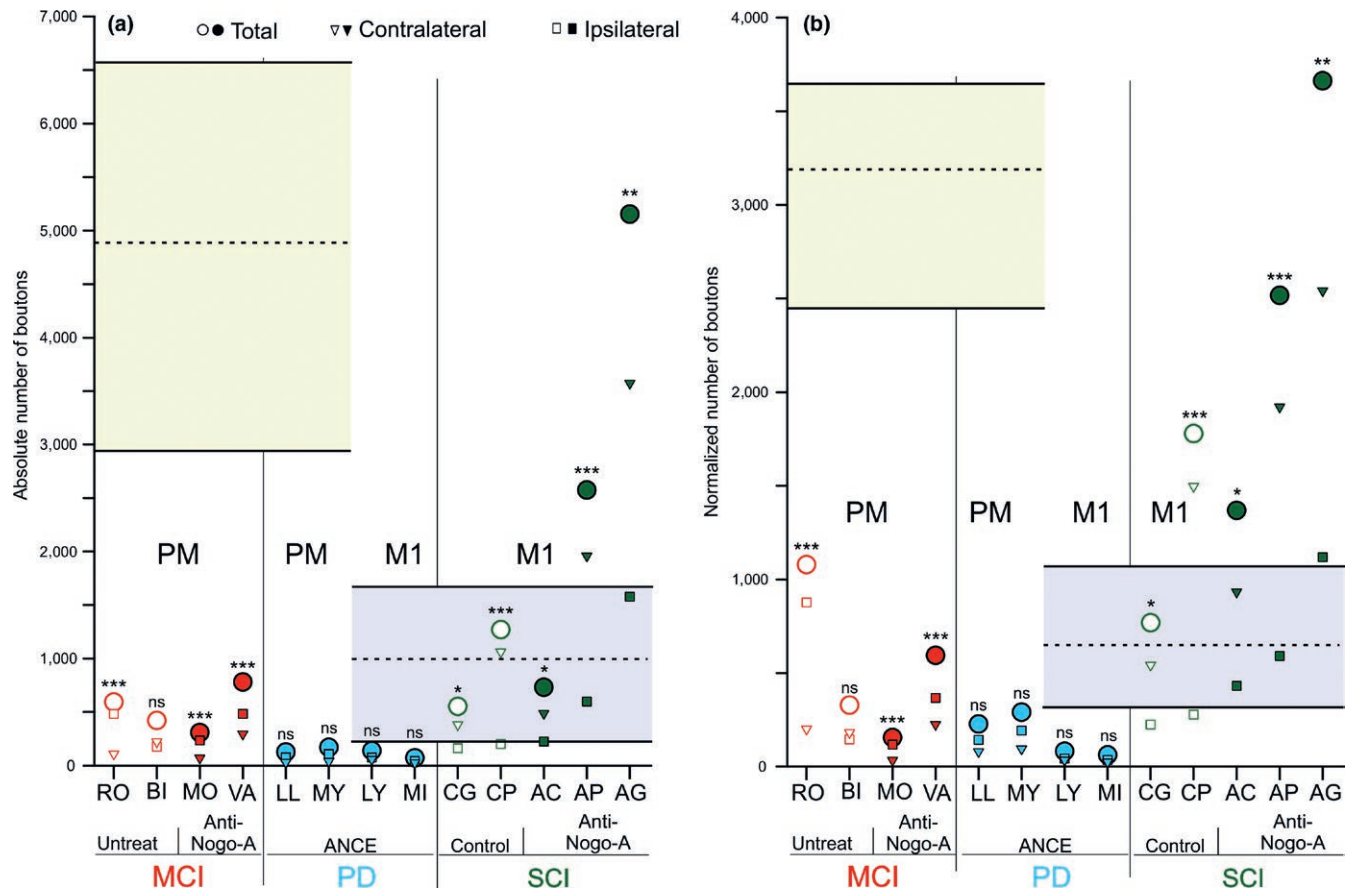 (a)
Total
Contralateral
Ipsilateral
Absolute number of boutons
7,000
6,000
5,000
4,000
3,000
2,000
1,000
0
**
***
***
*
***
***
*
***
ns
ns
ns
ns
ns
PM
PM
M1
M1
RO BI MO VA LL MY LY MI CG CP AC AP AG
Untreat
Anti-
Nogo-A
ANCE
Control
Anti-
Nogo-A
MCI
PD
SCI
(b)
Normalized number of boutons
4,000
3,000
2,000
1,000
0
**
***
***
*
***
*
***
***
ns
ns
ns
ns
ns
PM
PM
M1
M1
RO BI MO VA LL MY LY MI CG CP AC AP AG
Untreat
Anti-
Nogo-A
ANCE
Control
Anti-
Nogo-A
MCI
PD
SCI